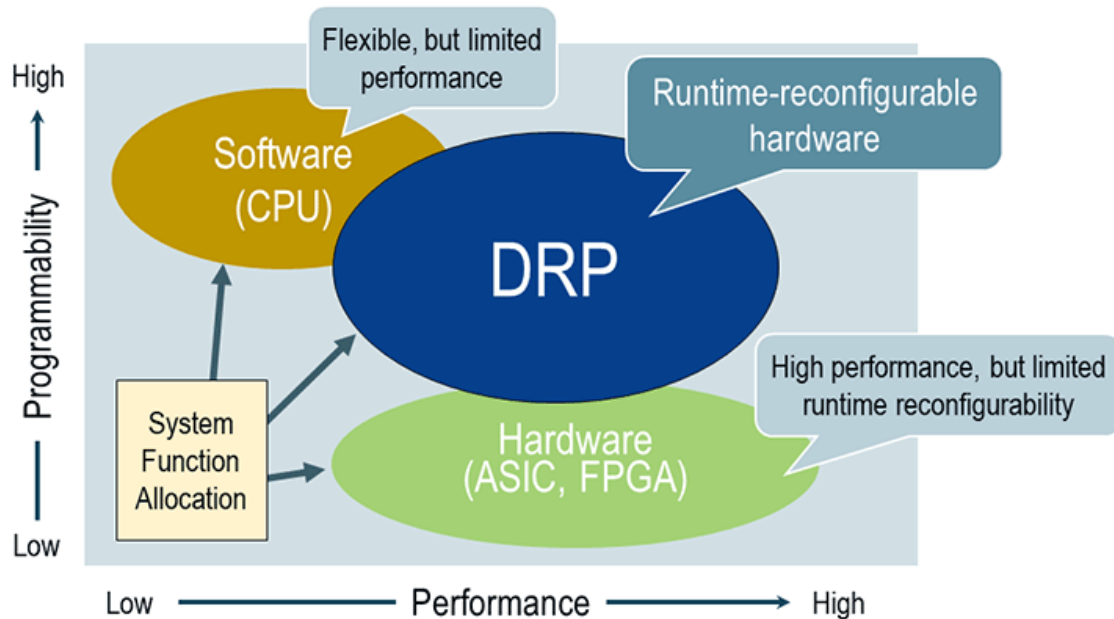 Flexible, but limited
performance
High
Runtime-reconfigurable
hardware
Software
(CPU)
DRP
Programmability
High performance, but limited
runtime reconfigurability
System
Function
Allocation
Hardware
(ASIC, FPGA)
Low
Low
Performance
High